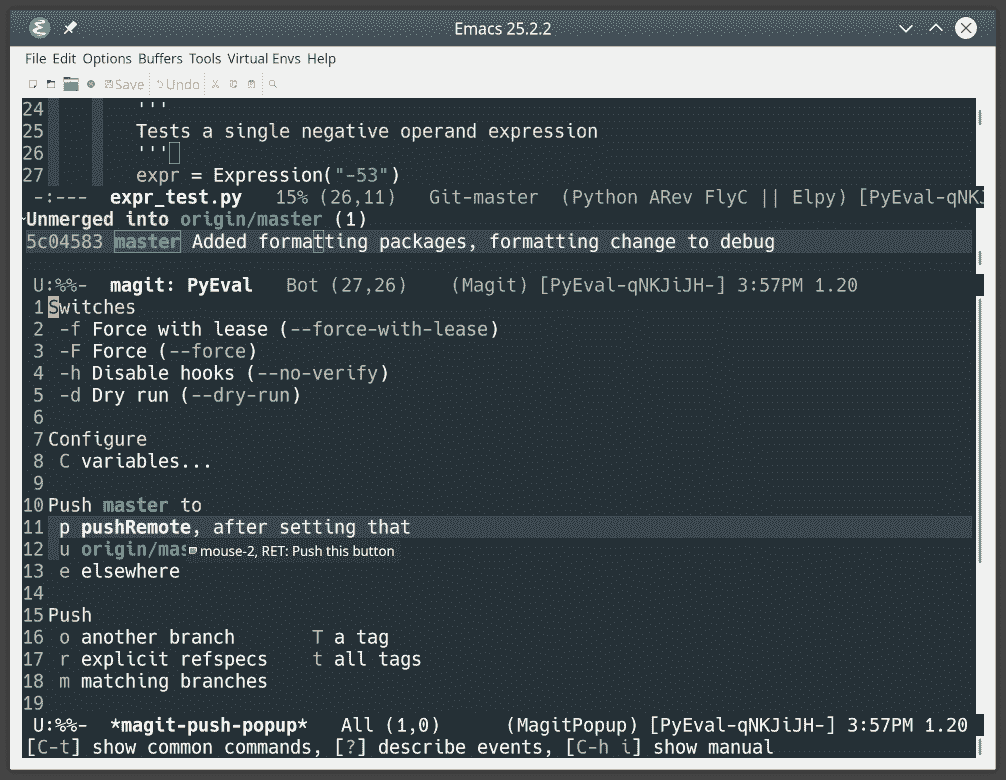 Emacs 25.2.2
File Edit Options Buffers Tools Virtual Envs Help
Save Undo
24 '''
25 Tests a single negative operand expression
26 '''
27 expr = Expression("-53")
-:--- expr_test.py 15% (26,11) Git-master (Python ARev FlyC || Elpy) [PyEval-qNKJ
Unmerged into origin/master (1)
5c04583 master Added formatting packages, formatting change to debug
U:%%- magit: PyEval Bot (27,26) (Magit) [PyEval-qNKJiJH-] 3:57PM 1.20
1 Switches
2 -f Force with lease (--force-with-lease)
3 -F Force (--force)
4 -h Disable hooks (--no-verify)
5 -d Dry run (--dry-run)
6
7 Configure
8 C variables...
9
10 Push master to
11 p pushRemote, after setting that
12 u origin/mas mouse-2, RET: Push this button
13 e elsewhere
14
15 Push
16 o another branch T a tag
17 r explicit refspecs t all tags
18 m matching branches
19
U:%%- *magit-push-popup* All (1,0) (MagitPopup) [PyEval-qNKJiJH-] 3:57PM 1.20
[C-t] show common commands, [?] describe events, [C-h i] show manual